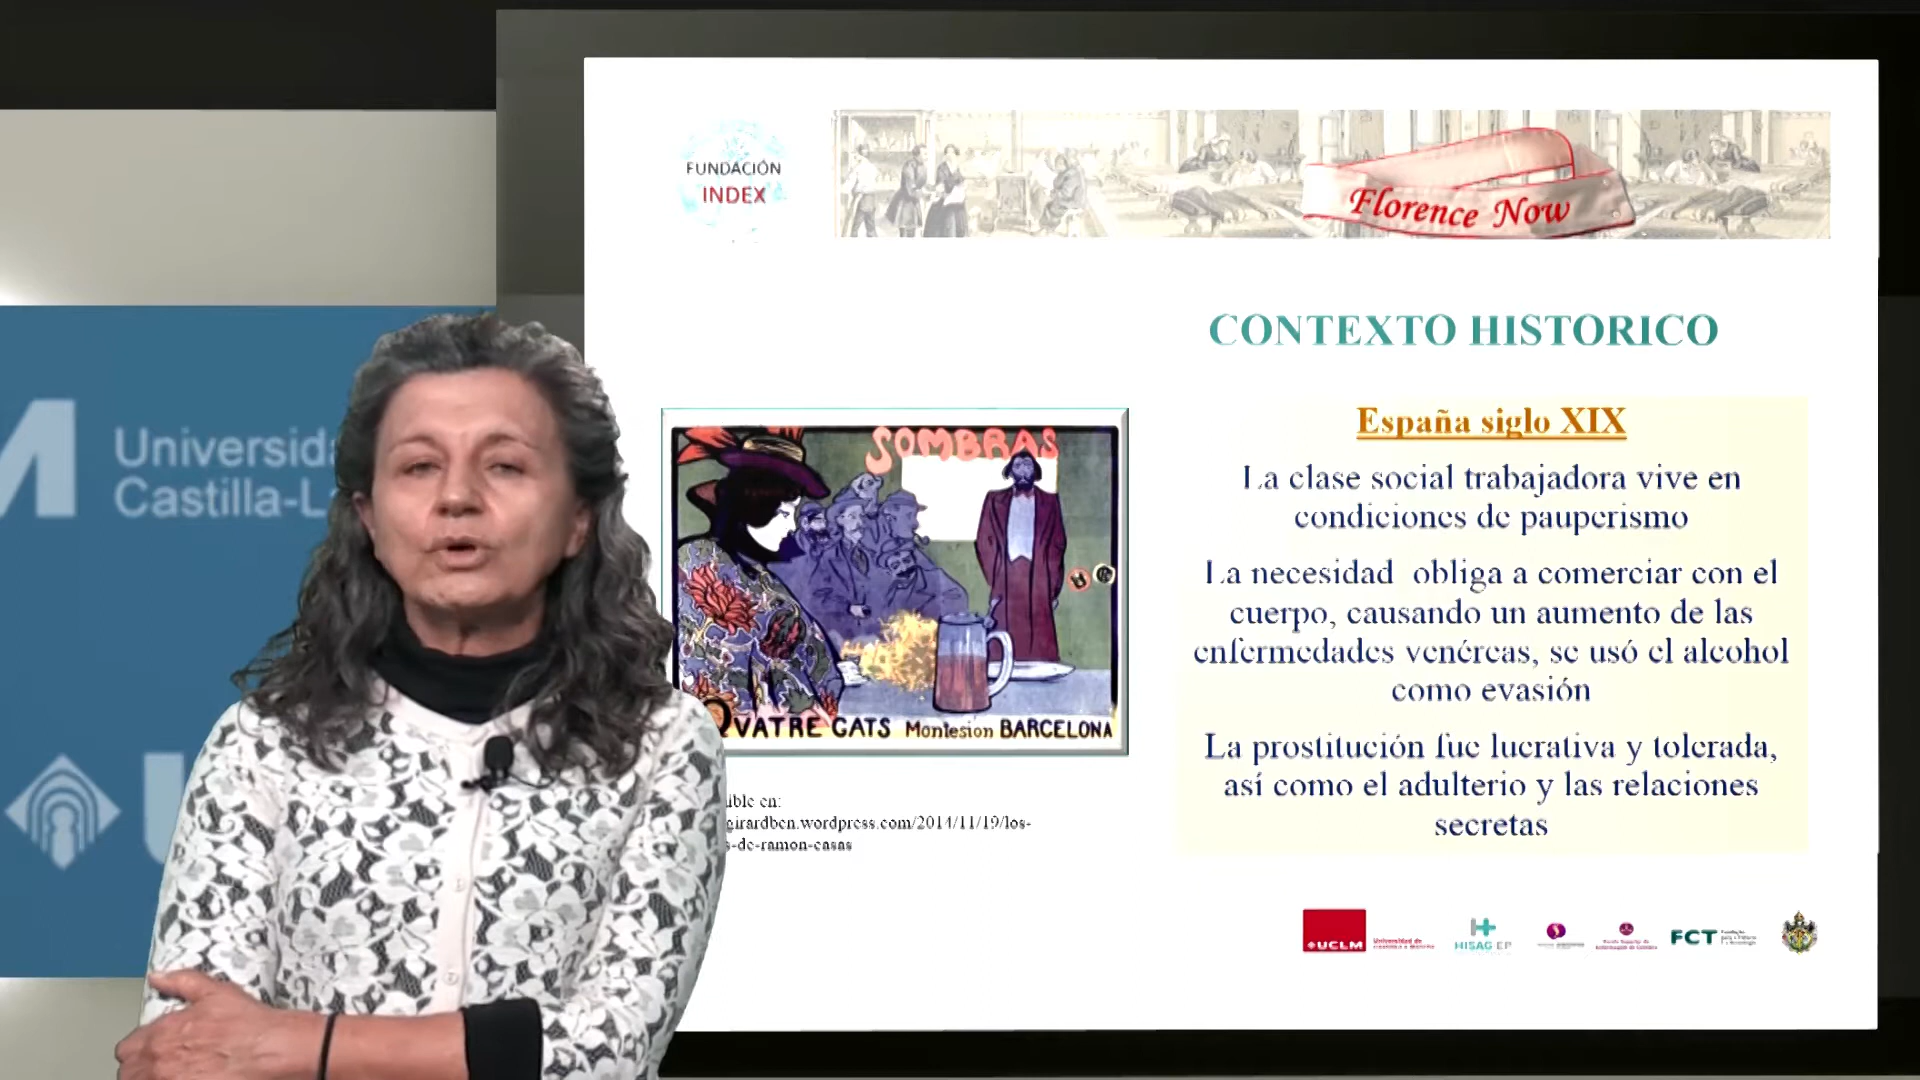 FUNDACIÓN
INDEX
Florence Now
CONTEXTO HISTORICO
España siglo XIX
La clase social trabajadora vive en
condiciones de pauperismo
La necesidad obliga a comerciar con el
cuerpo, causando un aumento de las
enfermedades venéreas, se usó el alcohol
como evasión
La prostitución fue lucrativa y tolerada,
así como el adulterio y las relaciones
secretas
SOMBRAS
QVATRE GATS Montesion BARCELONA
ible en:
girardbcn.wordpress.com/2014/11/19/los-
s-de-ramon-casas
Universida
Castilla-L
UCLM
Universidad de
HISAG EP
FCT